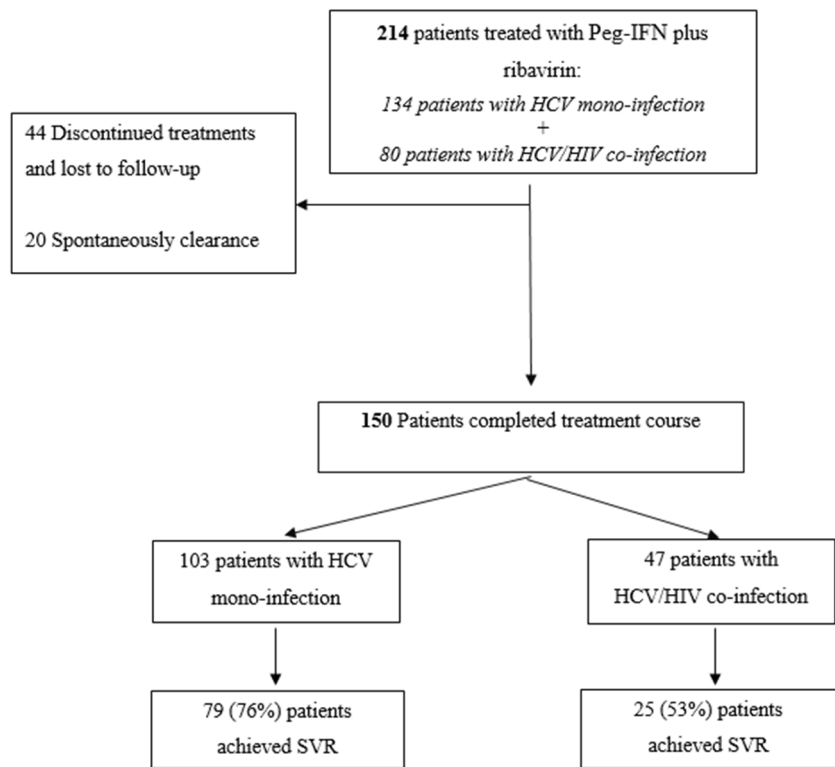 214 patients treated with Peg-IFN plus
ribavirin:
134 patients with HCV mono-infection
+
80 patients with HCV/HIV co-infection
44 Discontinued treatments
and lost to follow-up
20 Spontaneously clearance
150 Patients completed treatment course
103 patients with HCV
mono-infection
47 patients with
HCV/HIV co-infection
79 (76%) patients
achieved SVR
25 (53%) patients
achieved SVR